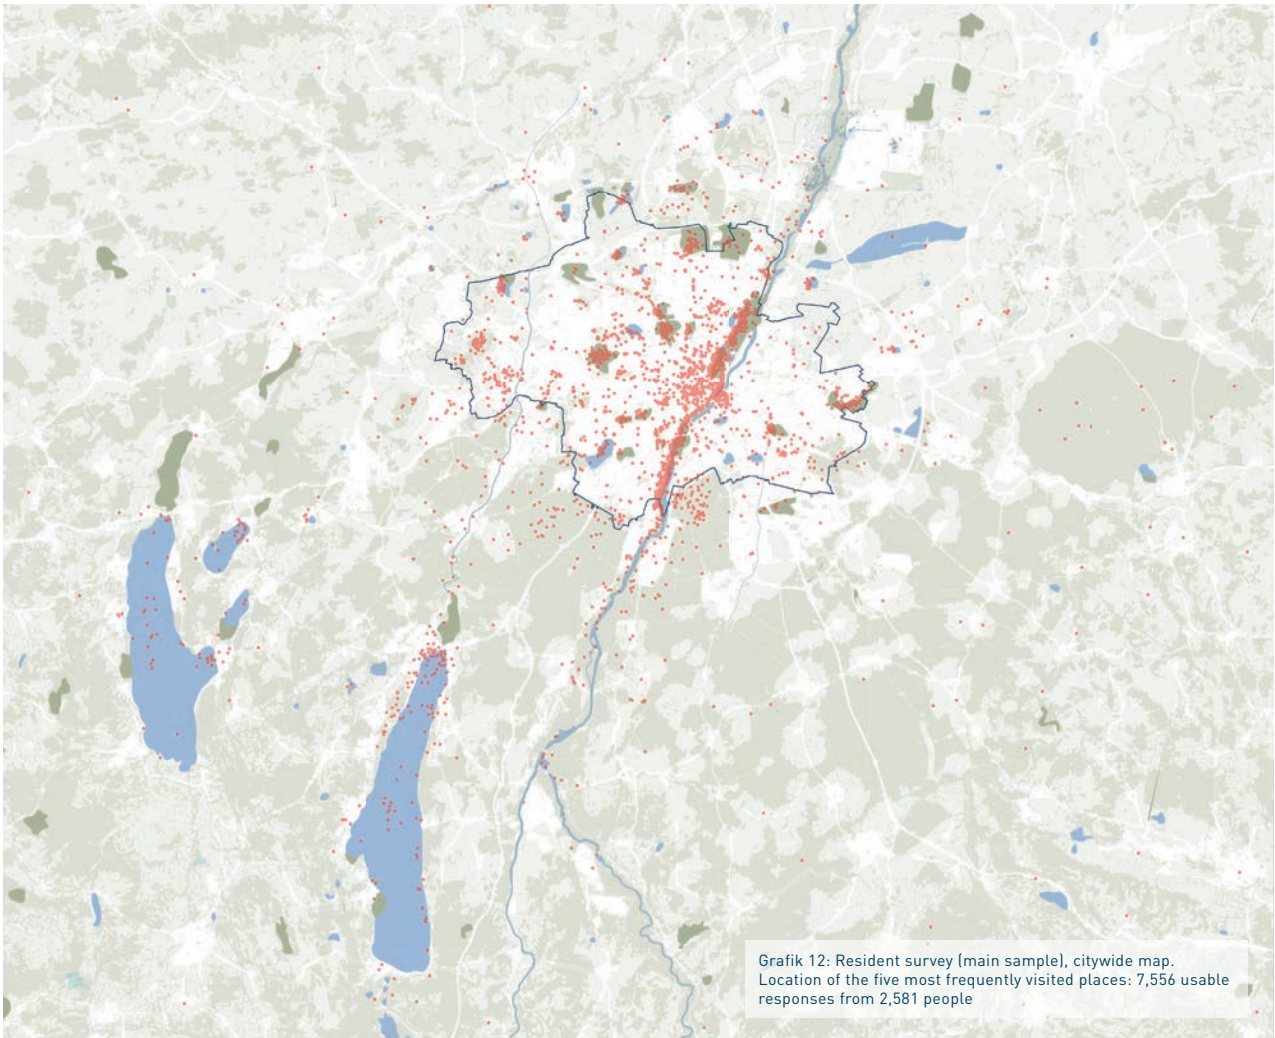 Grafik 12: Resident survey (main sample), citywide map.
Location of the five most frequently visited places: 7,556 usable
responses from 2,581 people